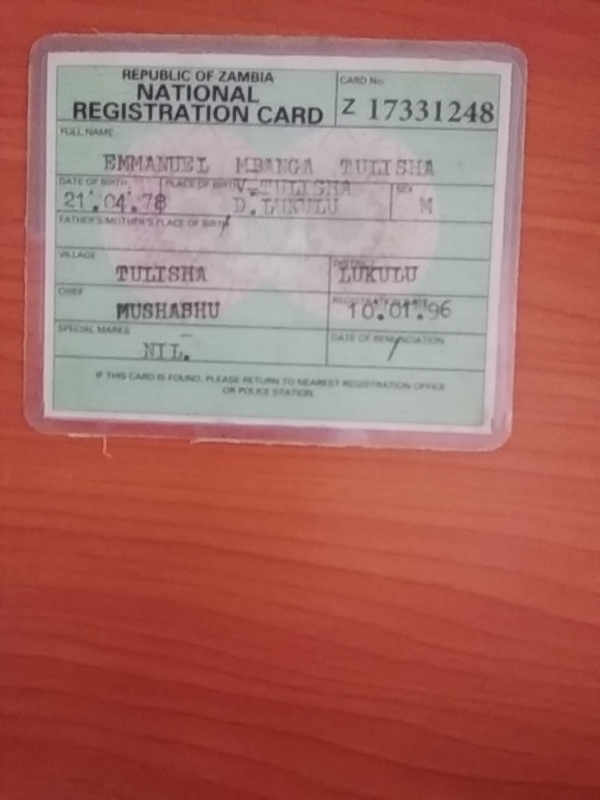 REPUBLIC OF ZAMBIA
NATIONAL
REGISTRATION CARD
CARD No
Z 17331248
FULL NAME
EMMANUEL MBANGA TULISHA
DATE OF BIRTH PLACE OF BIRTH V. TULISHA SEX
21.04.78 D. LUKULU M
FATHER'S/MOTHER'S PLACE OF BIRTH /
VILLAGE DISTRICT
TULISHA LUKULU
CHIEF REGISTRATION DATE
MUSHASHU 10.01.96
SPECIAL MARKS DATE OF RENUNCIATION
NIL. /
IF THIS CARD IS FOUND, PLEASE RETURN TO NEAREST REGISTRATION OFFICE
OR POLICE STATION.